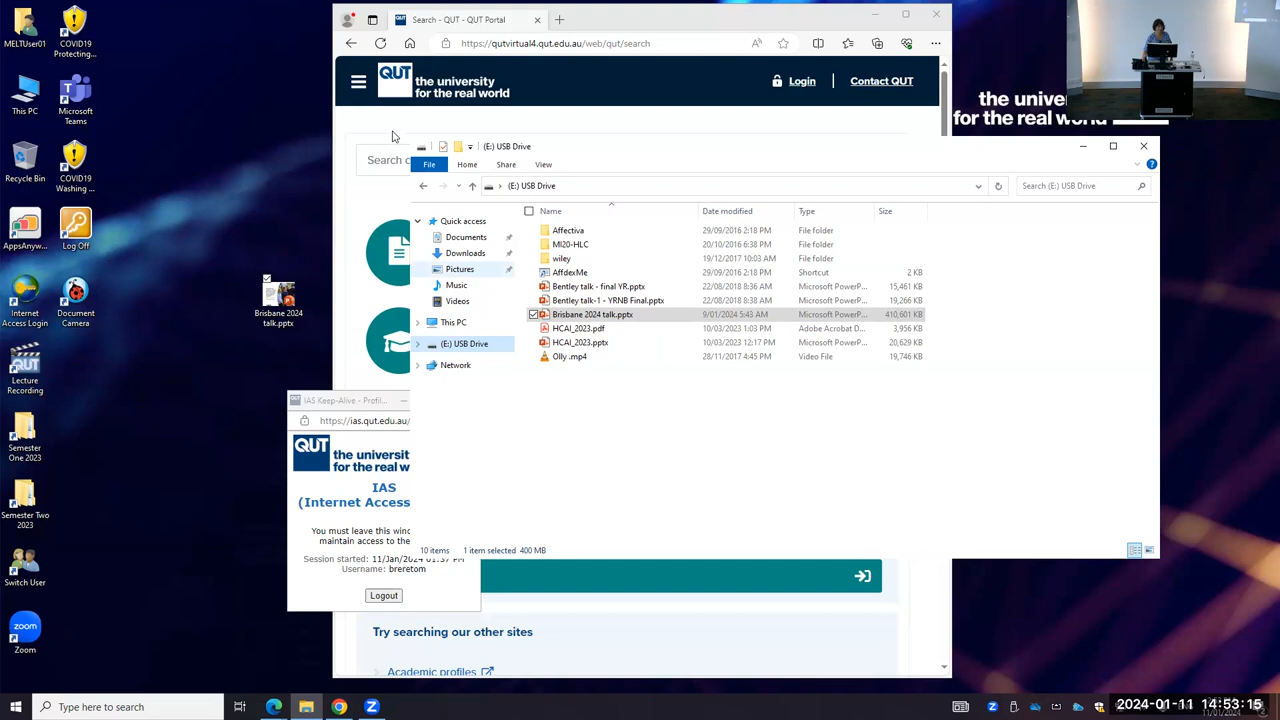 MELTUser01
COVID19
Protecting...
This PC
Microsoft
Teams
Recycle Bin
COVID19
Washing ...
AppsAnyw...
Log Off
Internet
Access Login
Document
Camera
Lecture
Recording
Semester
One 2023
Semester Two
2023
Switch User
zoom
Zoom
Brisbane 2024
talk.pptx
Search - QUT - QUT Portal
https://qutvirtual4.qut.edu.au/web/qut/search
QUT
the university
for the real world
Login
Contact QUT
Search
the univer
for the real world
(E:) USB Drive
File
Home
Share
View
(E:) USB Drive
Search (E:) USB Drive
Quick access
Documents
Downloads
Pictures
Music
Videos
This PC
(E:) USB Drive
Network
Name Date modified Type Size
Affectiva 29/09/2016 2:18 PM File folder
MI20-HLC 20/10/2016 6:38 PM File folder
wiley 19/12/2017 10:03 AM File folder
AffdexMe 29/09/2016 2:18 PM Shortcut 2 KB
Bentley talk - final YR.pptx 22/08/2018 8:36 AM Microsoft PowerP... 15,461 KB
Bentley talk-1 - YRNB Final.pptx 22/08/2018 8:38 AM Microsoft PowerP... 19,266 KB
Brisbane 2024 talk.pptx 9/01/2024 5:43 AM Microsoft PowerP... 410,601 KB
HCAI_2023.pdf 10/03/2023 1:03 PM Adobe Acrobat D... 3,956 KB
HCAI_2023.pptx 10/03/2023 12:17 PM Microsoft PowerP... 20,629 KB
Olly .mp4 28/11/2017 4:45 PM Video File 19,746 KB
10 items 1 item selected 400 MB
IAS Keep-Alive - Profil...
https://ias.qut.edu.au/
QUT
the universit
for the real wo
IAS
(Internet Access
You must leave this wind
maintain access to the
Session started: 11/Jan/2024 01:37 PM
Username: breretom
Logout
Try searching our other sites
Academic profiles
Type here to search
2024-01-11 14:53:15
11/01/2024